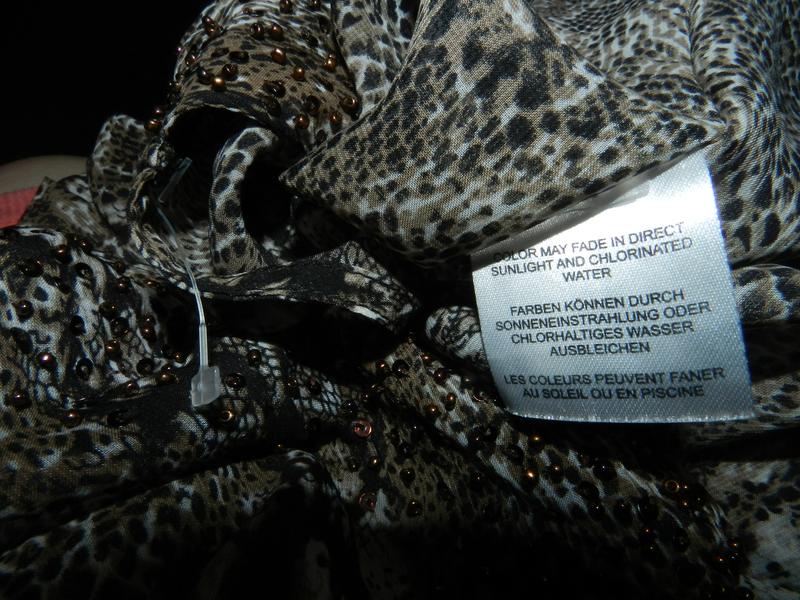 COLOR MAY FADE IN DIRECT
SUNLIGHT AND CHLORINATED
WATER
FARBEN KÖNNEN DURCH
SONNENEINSTRAHLUNG ODER
CHLORHALTIGES WASSER
AUSBLEICHEN
LES COULEURS PEUVENT FANER
AU SOLEIL OU EN PISCINE